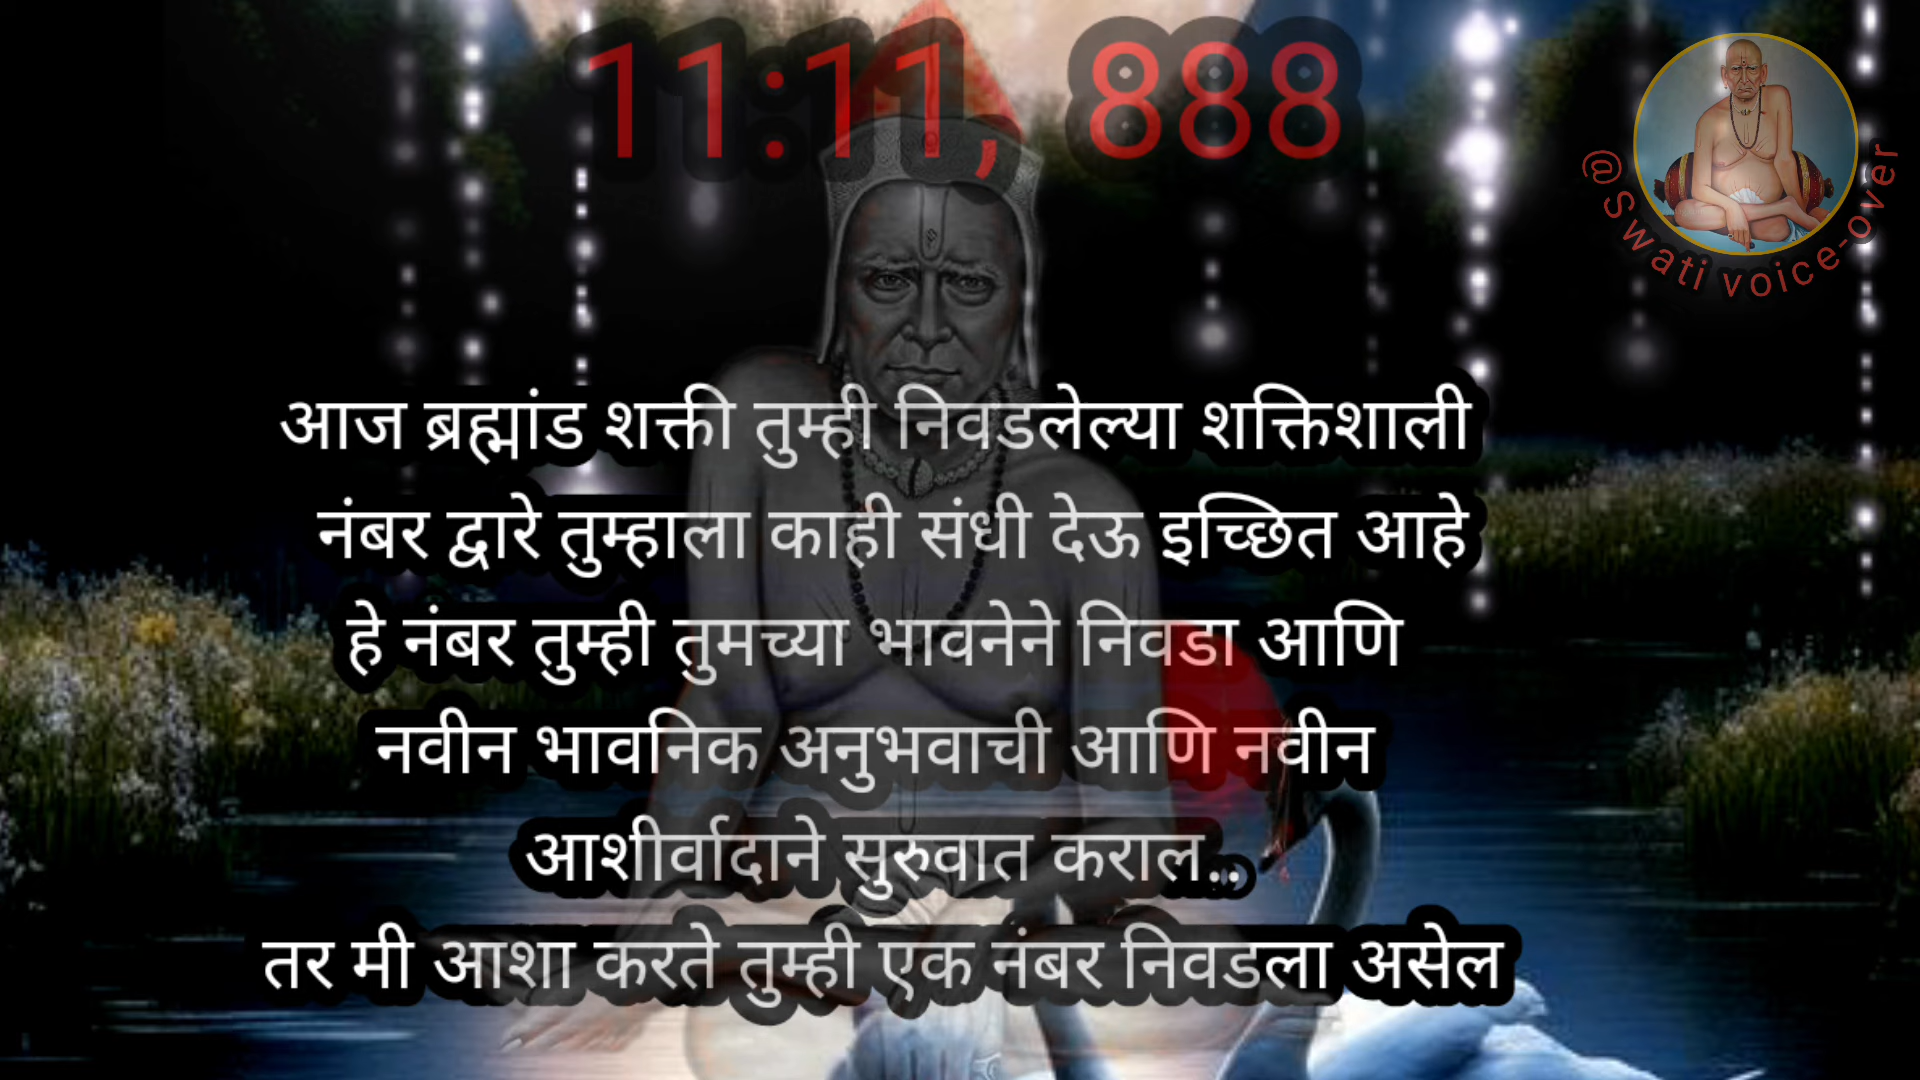 11:11, 888
@Swati voice-over
आज ब्रह्मांड शक्ती तुम्ही निवडलेल्या शक्तिशाली
नंबर द्वारे तुम्हाला काही संधी देऊ इच्छित आहे
हे नंबर तुम्ही तुमच्या भावनेने निवडा आणि
नवीन भावनिक अनुभवाची आणि नवीन
आशीर्वादाने सुरुवात कराल..
तर मी आशा करते तुम्ही एक नंबर निवडला असेल